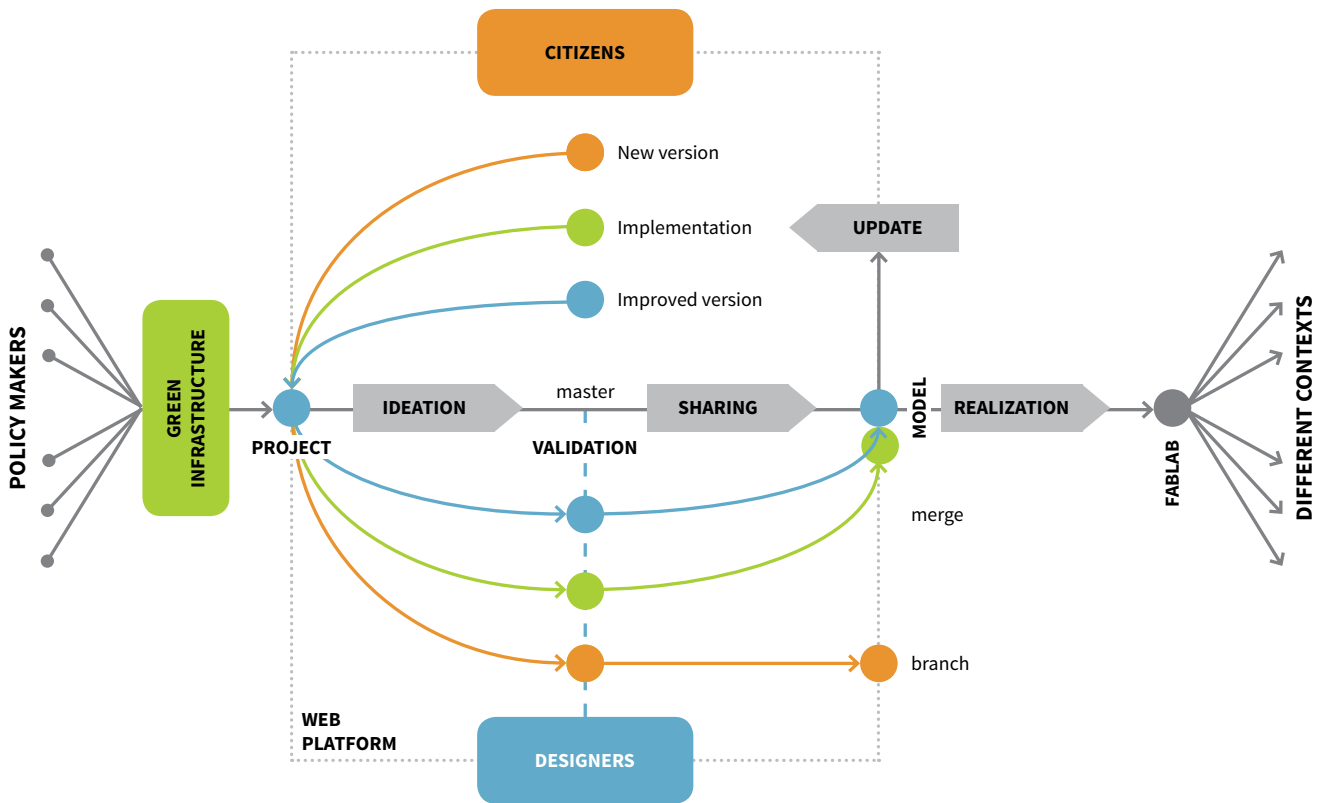 CITIZENS
New version
Implementation
UPDATE
Improved version
POLICY MAKERS
GREEN
INFRASTRUCTURE
IDEATION
master
SHARING
MODEL
REALIZATION
DIFFERENT CONTEXTS
PROJECT
VALIDATION
FABLAB
merge
branch
WEB
PLATFORM
DESIGNERS